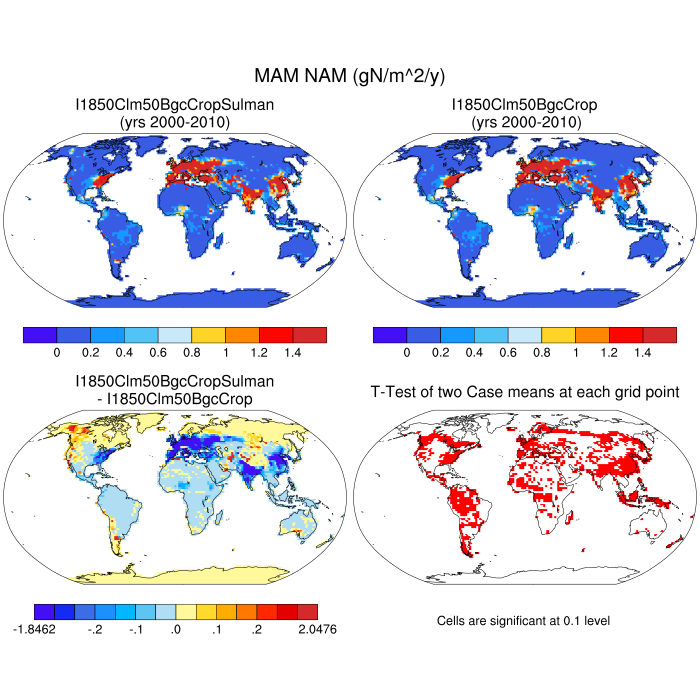 MAM NAM (gN/m^2/y)
I1850Clm50BgcCropSulman
(yrs 2000-2010)
I1850Clm50BgcCrop
(yrs 2000-2010)
0 0.2 0.4 0.6 0.8 1 1.2 1.4
0 0.2 0.4 0.6 0.8 1 1.2 1.4
I1850Clm50BgcCropSulman
- I1850Clm50BgcCrop
T-Test of two Case means at each grid point
-1.8462 -.2 -.1 .0 .1 .2 2.0476
Cells are significant at 0.1 level